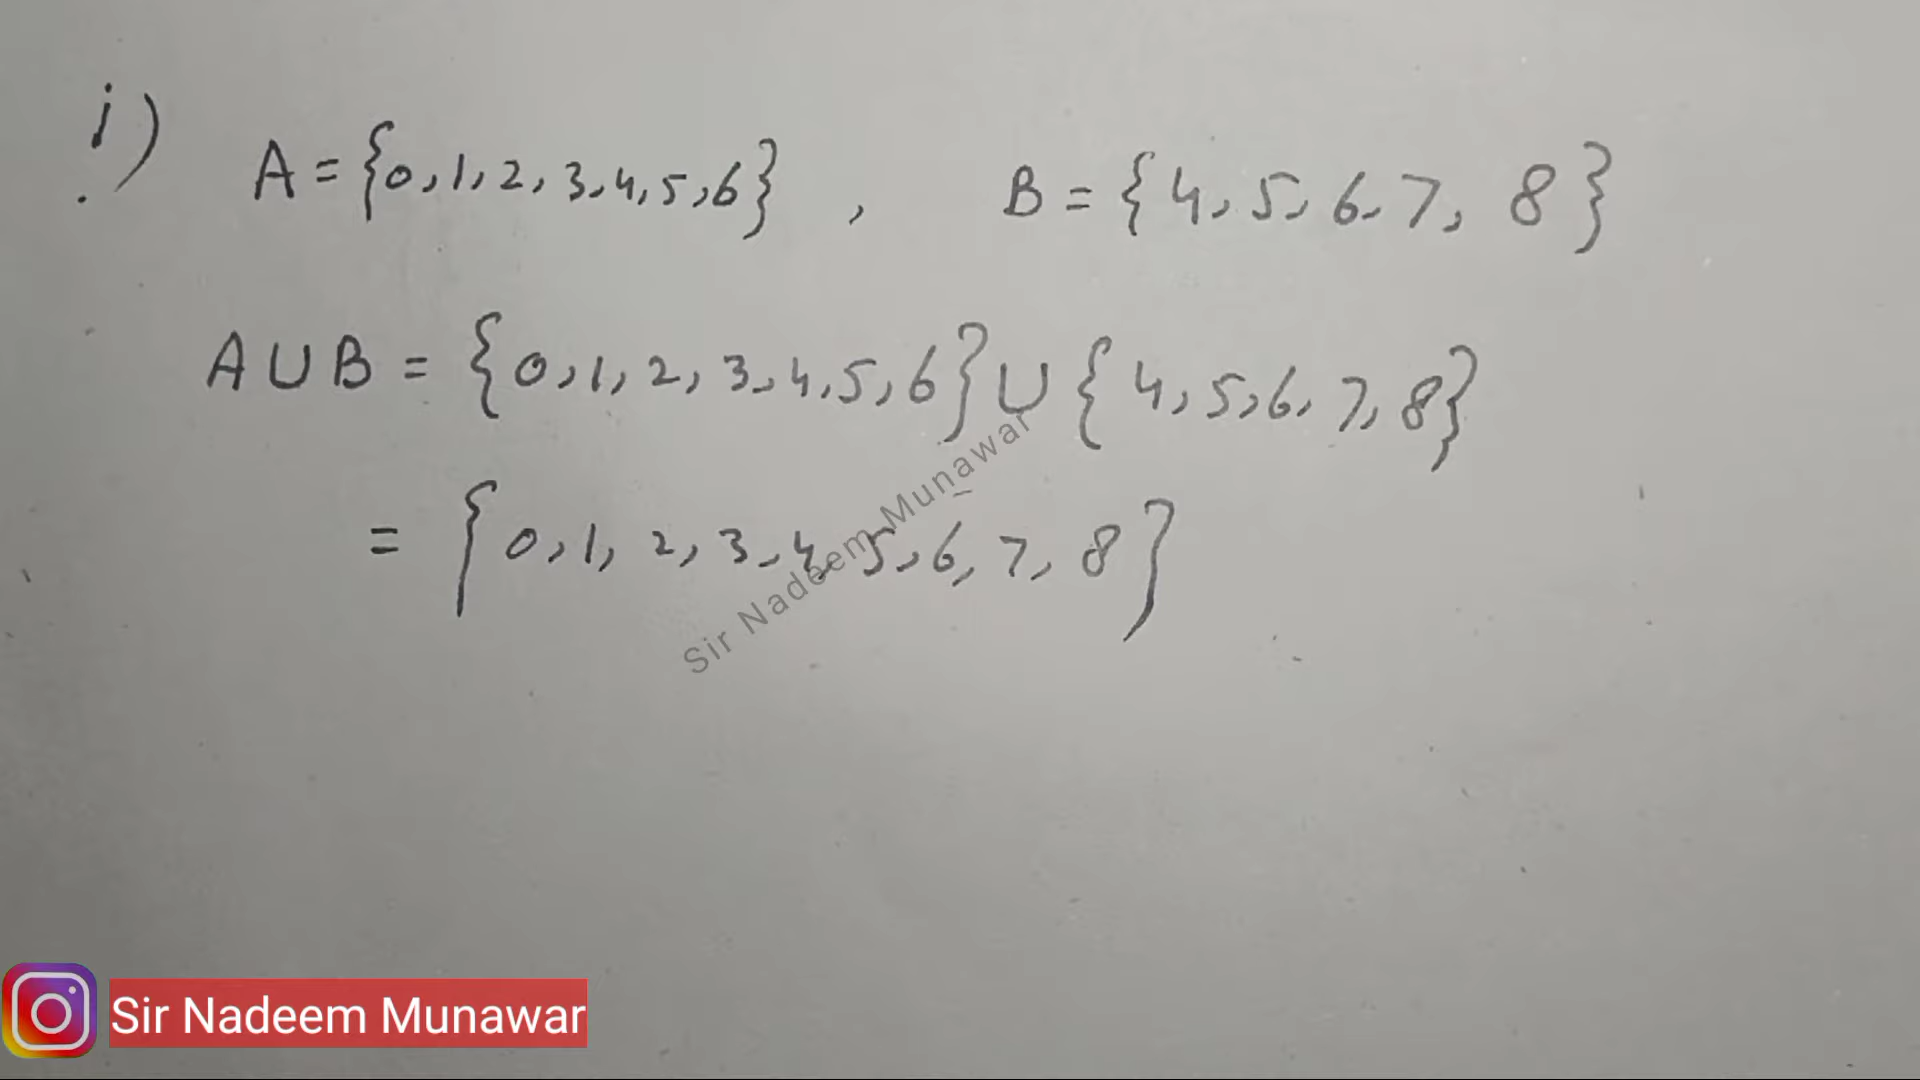 i)
A = {0, 1, 2, 3, 4, 5, 6} , B = {4, 5, 6, 7, 8}
A U B = {0, 1, 2, 3, 4, 5, 6} U {4, 5, 6, 7, 8}
= {0, 1, 2, 3, 4, 5, 6, 7, 8}
Sir Nadeem Munawar
Sir Nadeem Munawar